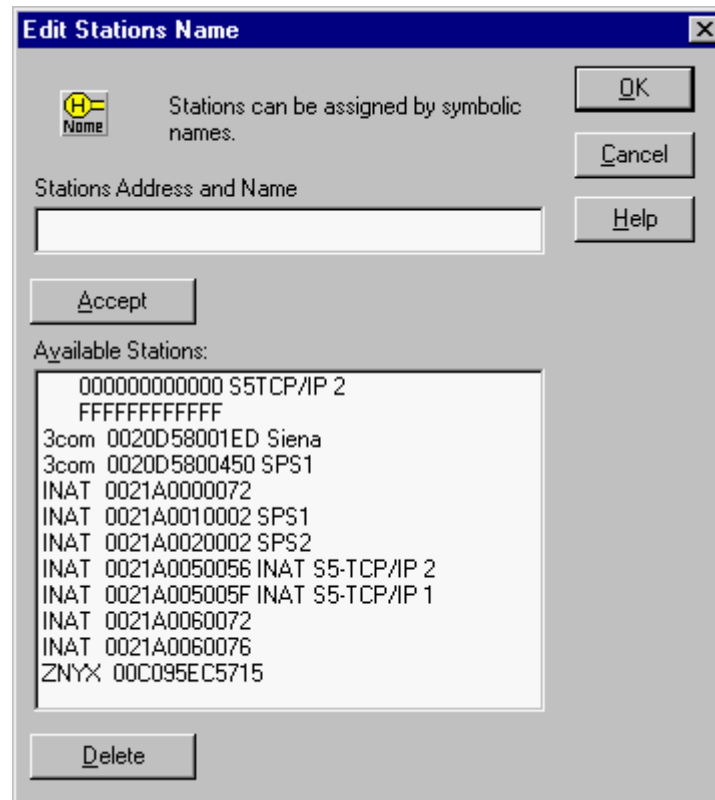 Edit Stations Name
OK
Name
Stations can be assigned by symbolic
names.
Cancel
Stations Address and Name
Help
Accept
Available Stations:
000000000000 S5TCP/IP 2
FFFFFFFFFFFF
3com 0020D58001ED Siena
3com 0020D5800450 SPS1
INAT 0021A0000072
INAT 0021A0010002 SPS1
INAT 0021A0020002 SPS2
INAT 0021A0050056 INAT S5-TCP/IP 2
INAT 0021A005005F INAT S5-TCP/IP 1
INAT 0021A0060072
INAT 0021A0060076
ZNYX 00C095EC5715
Delete